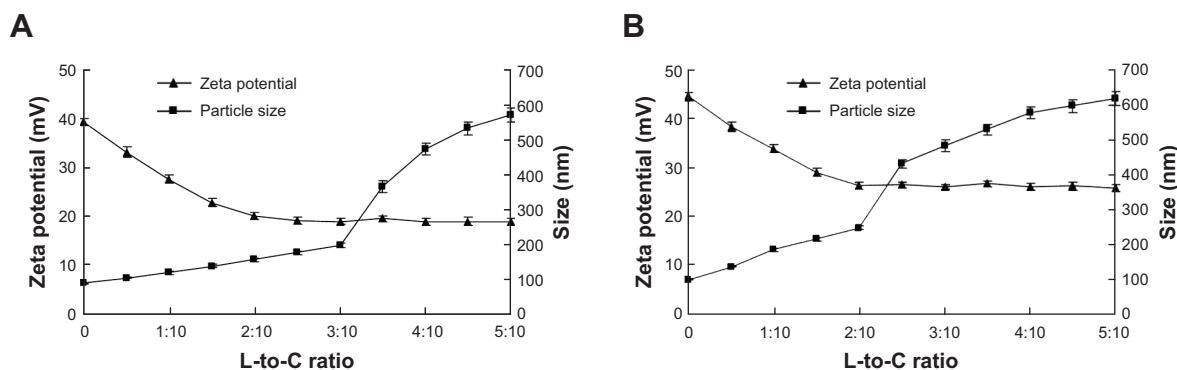 A
Zeta potential
Particle size
Zeta potential (mV)
50
40
30
20
10
0
700
600
500
400
300
200
100
0
Size (nm)
0 1:10 2:10 3:10 4:10 5:10
L-to-C ratio
B
Zeta potential
Particle size
Zeta potential (mV)
50
40
30
20
10
0
700
600
500
400
300
200
100
0
Size (nm)
0 1:10 2:10 3:10 4:10 5:10
L-to-C ratio